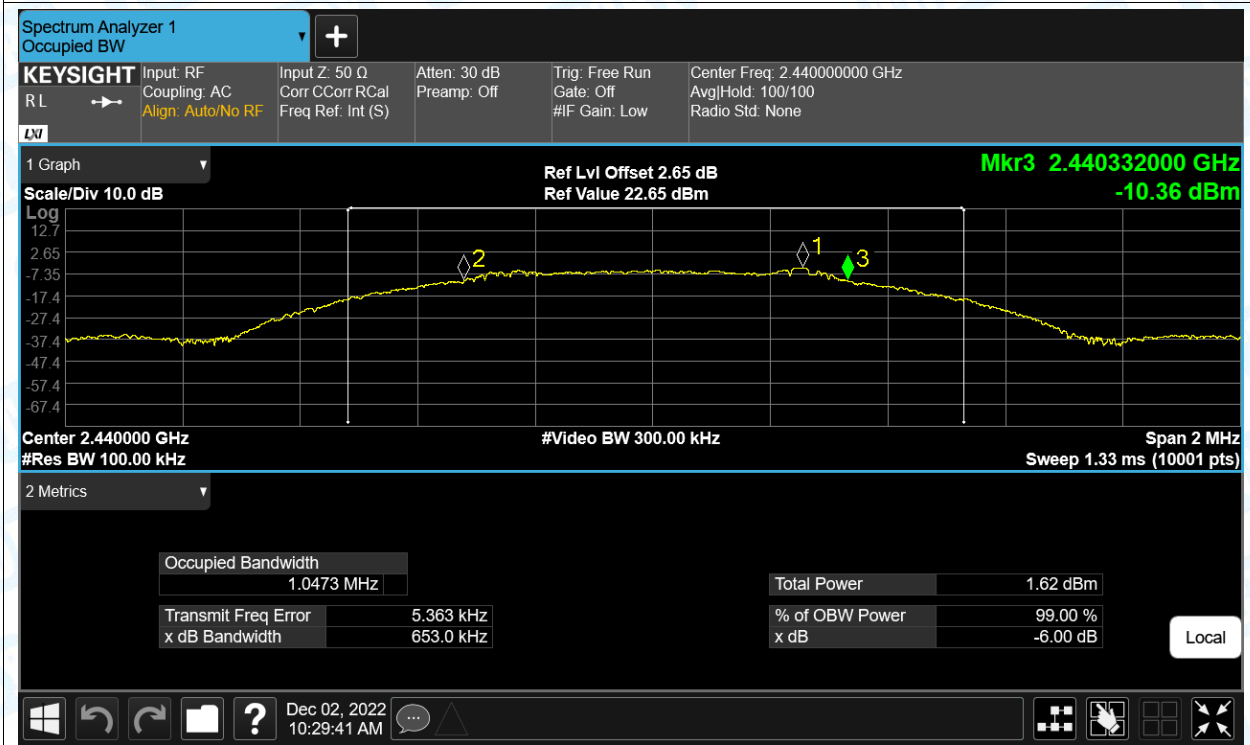 Spectrum Analyzer 1
Occupied BW
KEYSIGHT
R L
LXI
Input: RF
Coupling: AC
Align: Auto/No RF
Input Z: 50 Ω
Corr CCorr RCal
Freq Ref: Int (S)
Atten: 30 dB
Preamp: Off
Trig: Free Run
Gate: Off
#IF Gain: Low
Center Freq: 2.440000000 GHz
Avg|Hold: 100/100
Radio Std: None
1 Graph
Scale/Div 10.0 dB
Ref Lvl Offset 2.65 dB
Ref Value 22.65 dBm
Mkr3 2.440332000 GHz
-10.36 dBm
Log
12.7
2.65
-7.35
-17.4
-27.4
-37.4
-47.4
-57.4
-67.4
2
1
3
Center 2.440000 GHz
#Res BW 100.00 kHz
#Video BW 300.00 kHz
Span 2 MHz
Sweep 1.33 ms (10001 pts)
2 Metrics
Occupied Bandwidth
1.0473 MHz
Transmit Freq Error 5.363 kHz
x dB Bandwidth 653.0 kHz
Total Power 1.62 dBm
% of OBW Power 99.00 %
x dB -6.00 dB
Local
?
Dec 02, 2022
10:29:41 AM